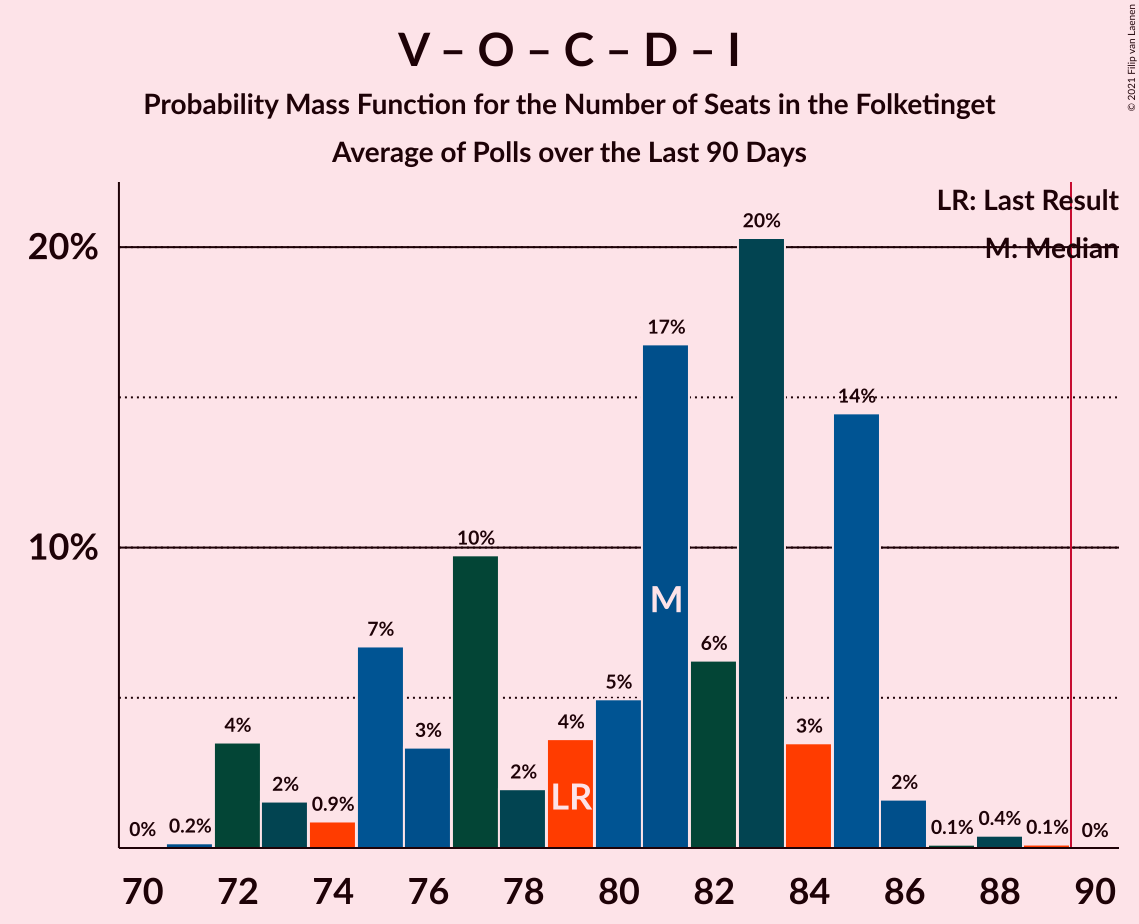 V – O – C – D – I
Probability Mass Function for the Number of Seats in the Folketinget
Average of Polls over the Last 90 Days
© 2021 Filip van Laenen
LR: Last Result
M: Median
20%
10%
0%
0.2%
4%
2%
0.9%
7%
3%
10%
2%
4%
5%
17%
6%
20%
3%
14%
2%
0.1%
0.4%
0.1%
0%
LR
M
70 72 74 76 78 80 82 84 86 88 90